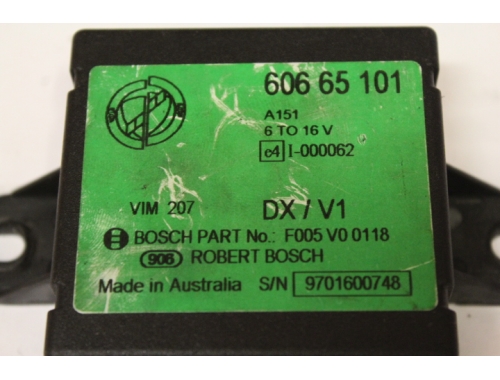 606 65 101
A151
6 TO 16 V
e4 I-000062
VIM 207 DX / V1
BOSCH PART No.: F005 V0 0118
906 ROBERT BOSCH
Made in Australia S/N 9701600748